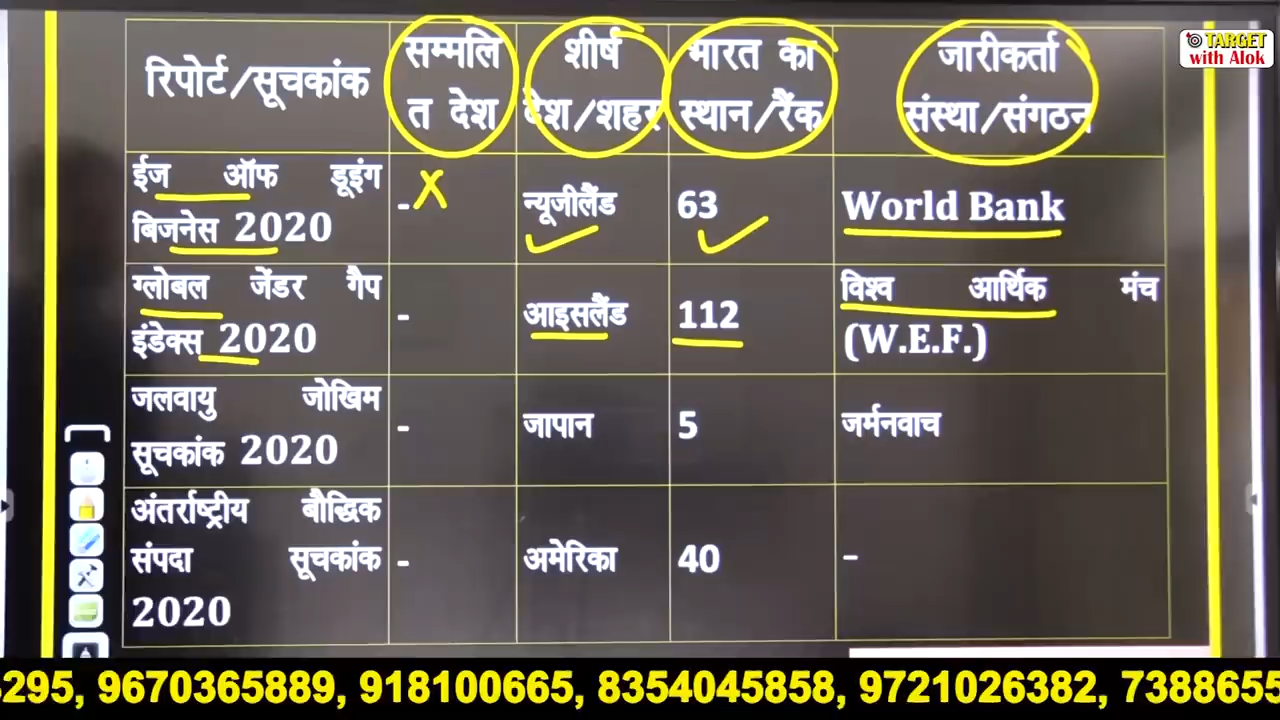 TARGET
with Alok
रिपोर्ट/सूचकांक
सम्मलि
त देश
शीर्ष
देश/शहर
भारत का
स्थान/रैंक
जारीकर्ता
संस्था/संगठन
ईज ऑफ डूइंग
बिजनेस 2020
-
X
न्यूजीलैंड
63
World Bank
ग्लोबल जेंडर गैप
इंडेक्स 2020
-
आइसलैंड
112
विश्व आर्थिक मंच
(W.E.F.)
जलवायु जोखिम
सूचकांक 2020
-
जापान
5
जर्मनवाच
अंतर्राष्ट्रीय बौद्धिक
संपदा सूचकांक
2020
-
अमेरिका
40
-
295, 9670365889, 918100665, 8354045858, 9721026382, 7388655